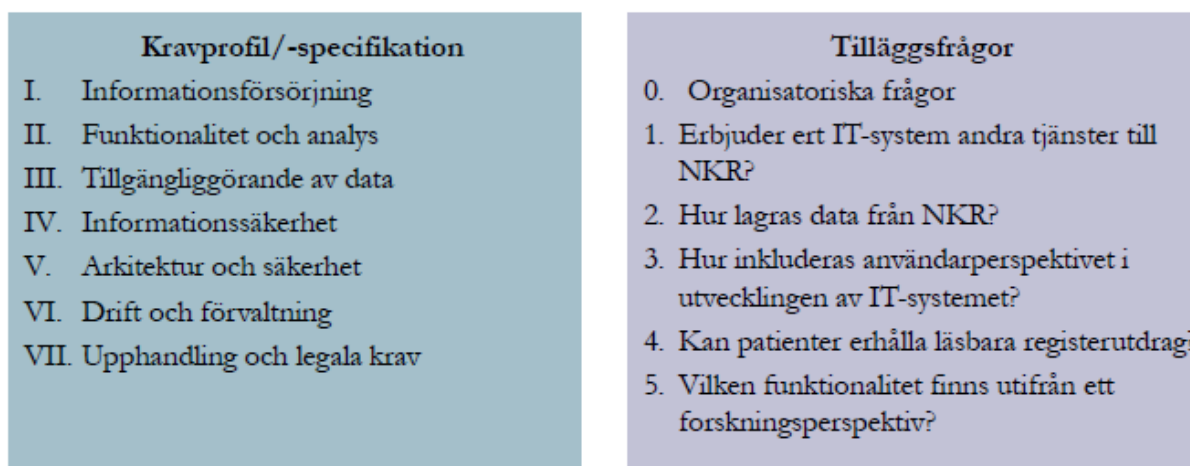 Kravprofil/-specifikation
I. Informationsförsörjning
II. Funktionalitet och analys
III. Tillgängliggörande av data
IV. Informationssäkerhet
V. Arkitektur och säkerhet
VI. Drift och förvaltning
VII. Upphandling och legala krav
Tilläggsfrågor
0. Organisatoriska frågor
1. Erbjuder ert IT-system andra tjänster till
NKR?
2. Hur lagras data från NKR?
3. Hur inkluderas användarperspektivet i
utvecklingen av IT-systemet?
4. Kan patienter erhålla läsbara registerutdrag?
5. Vilken funktionalitet finns utifrån ett
forskningsperspektiv?